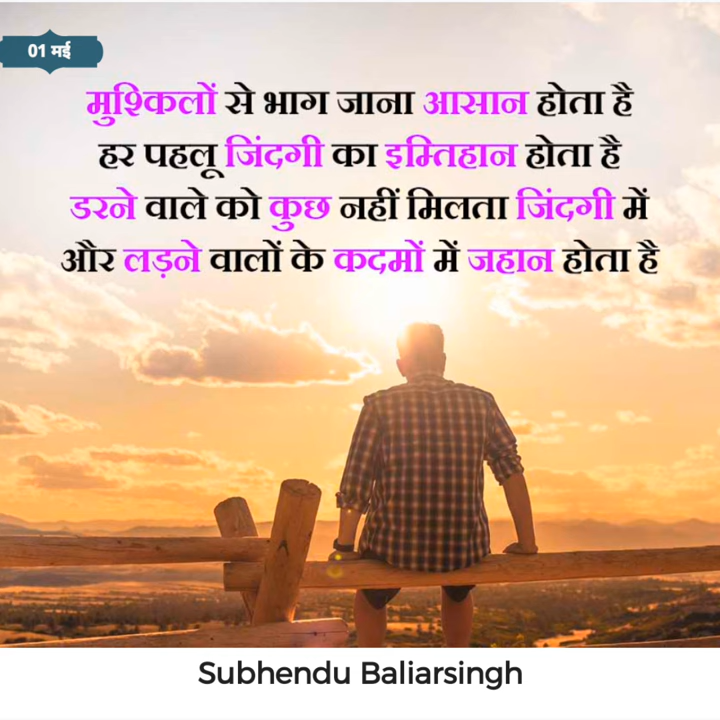 01 मई
मुश्किलों से भाग जाना आसान होता है
हर पहलू जिंदगी का इम्तिहान होता है
डरने वाले को कुछ नहीं मिलता जिंदगी में
और लड़ने वालों के कदमों में जहान होता है
Subhendu Baliarsingh